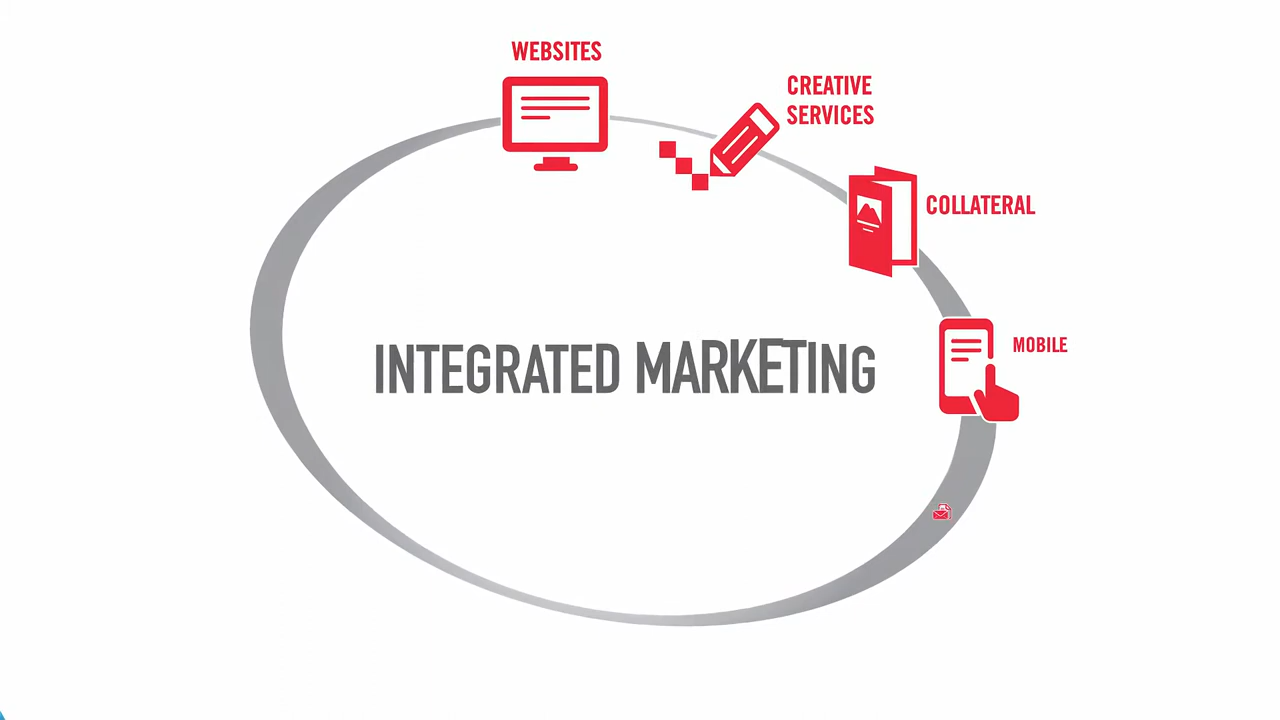 WEBSITES
CREATIVE
SERVICES
COLLATERAL
MOBILE
INTEGRATED MARKETING